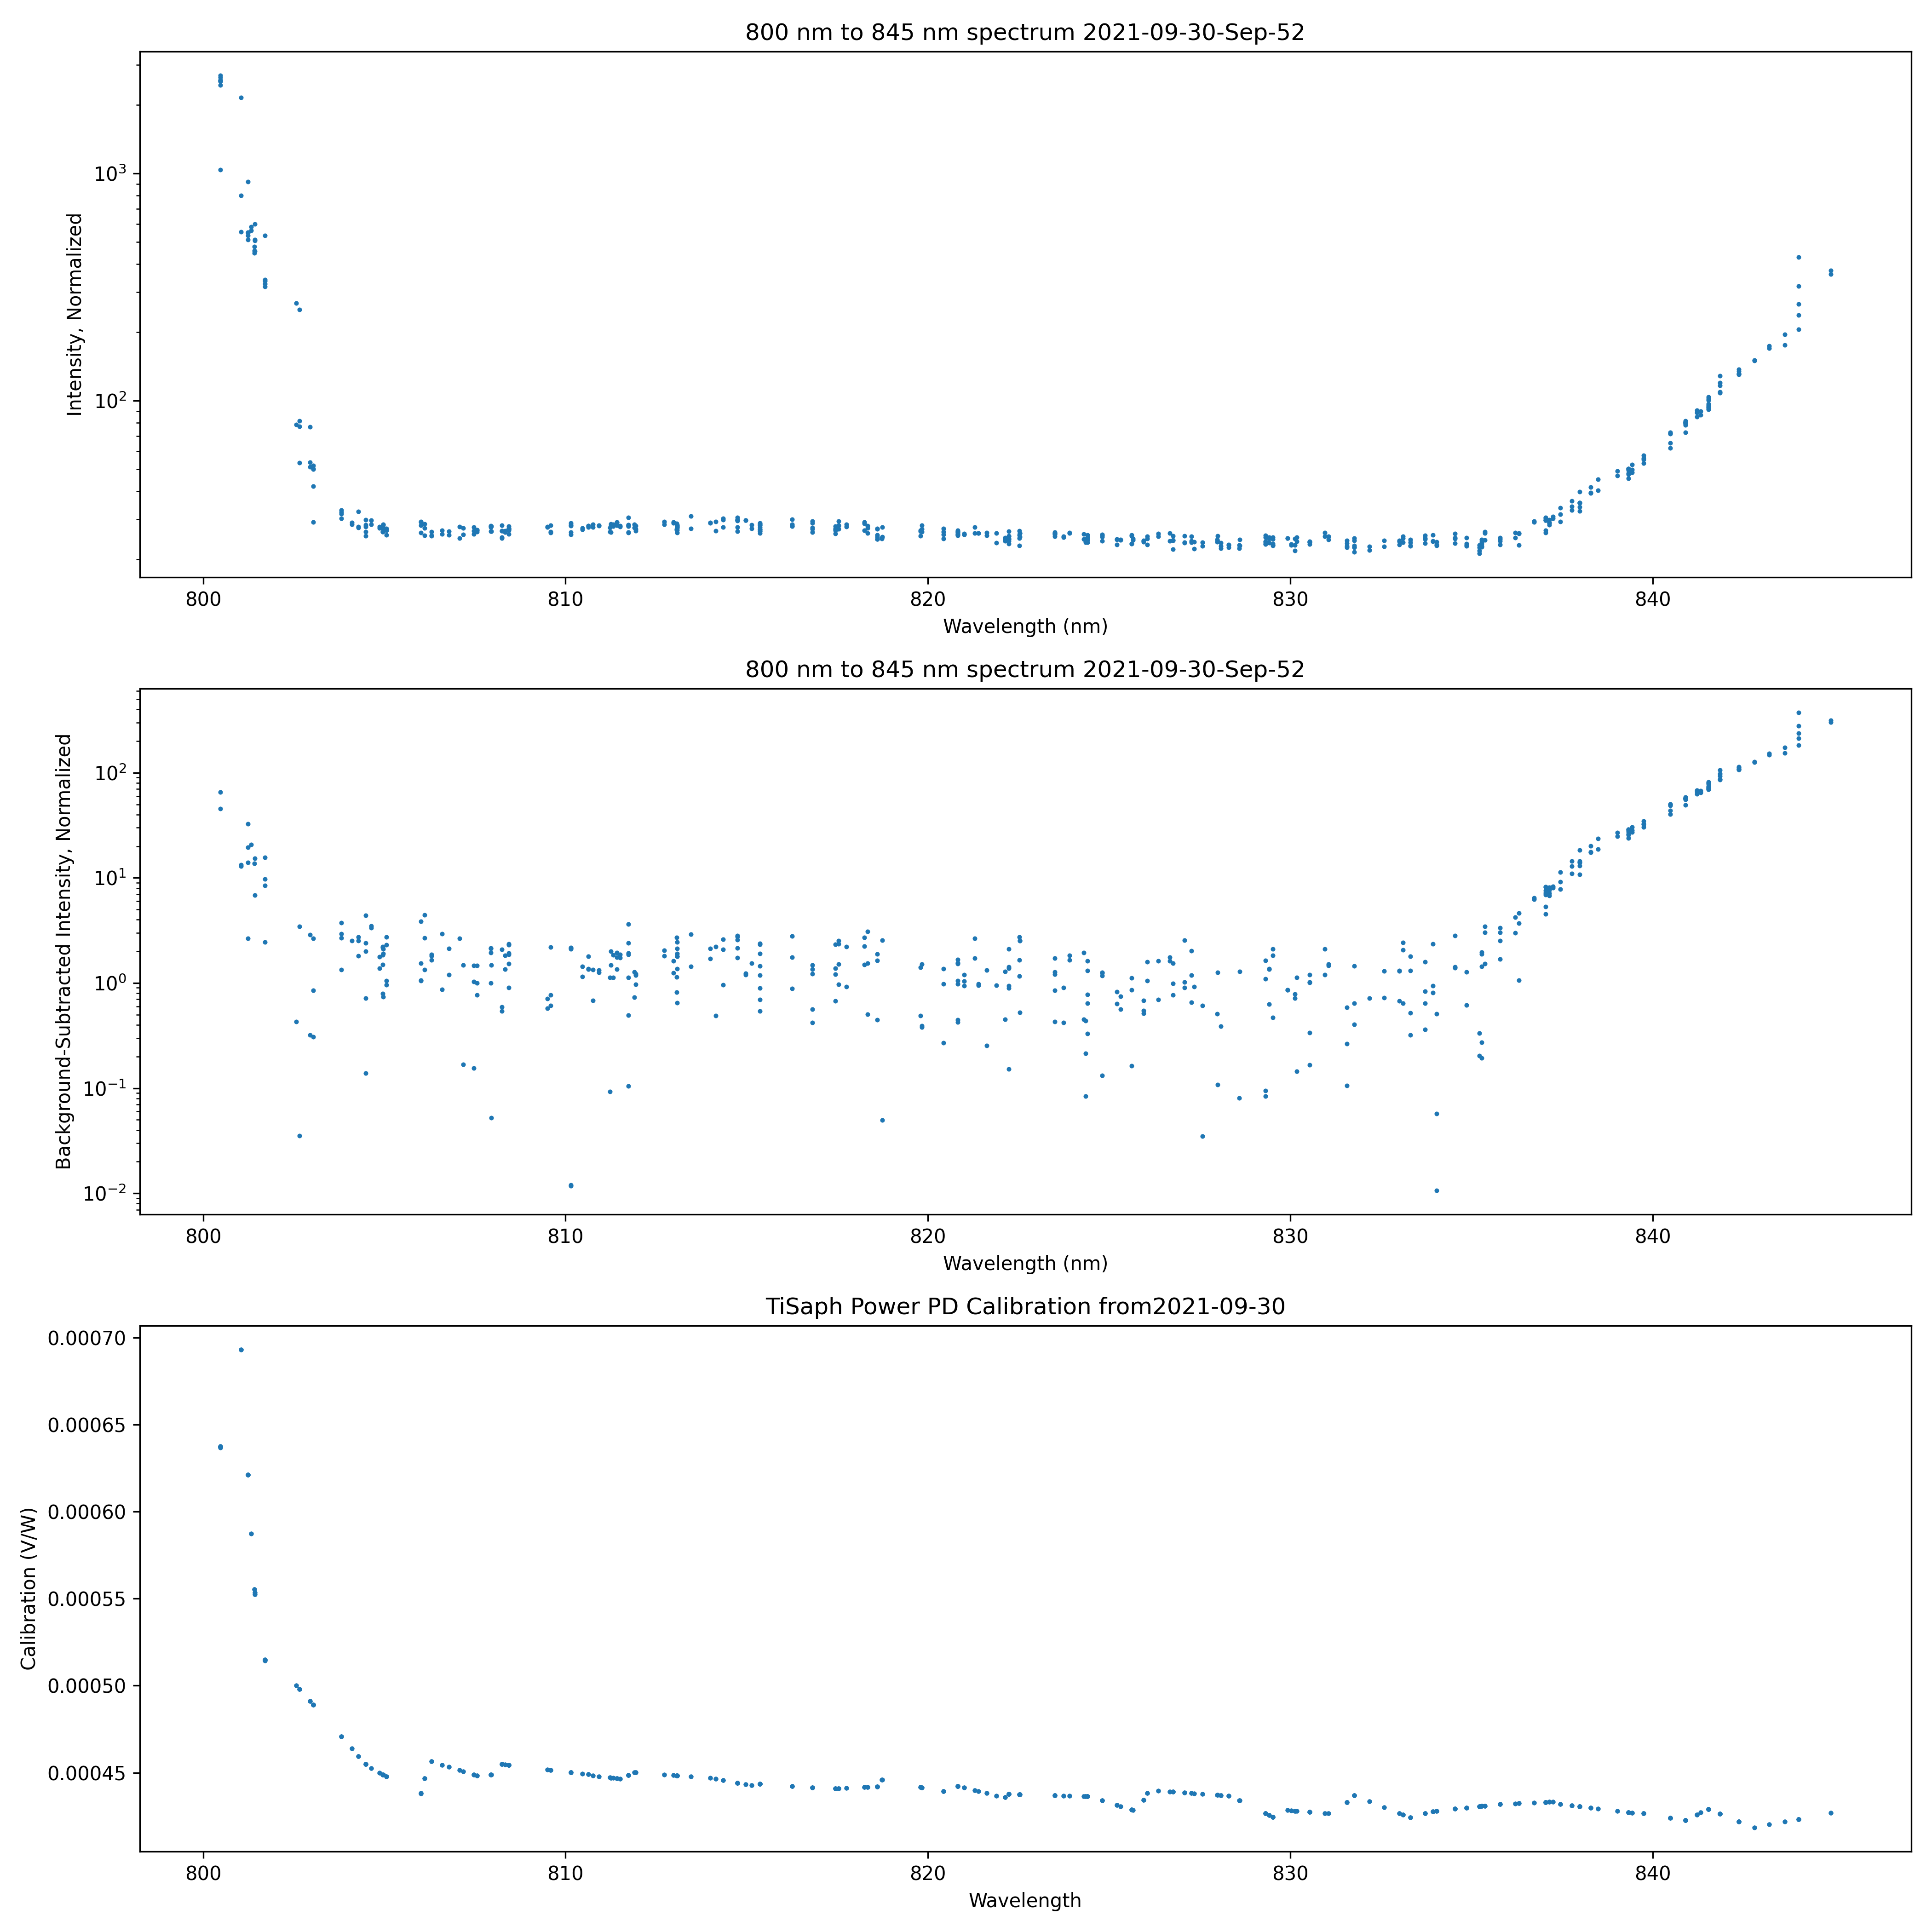 800 nm to 845 nm spectrum 2021-09-30-Sep-52
Intensity, Normalized
10³
10²
800 810 820 830 840
Wavelength (nm)
800 nm to 845 nm spectrum 2021-09-30-Sep-52
Background-Subtracted Intensity, Normalized
10²
10¹
10⁰
10⁻¹
10⁻²
800 810 820 830 840
Wavelength (nm)
TiSaph Power PD Calibration from2021-09-30
Calibration (V/W)
0.00070
0.00065
0.00060
0.00055
0.00050
0.00045
800 810 820 830 840
Wavelength